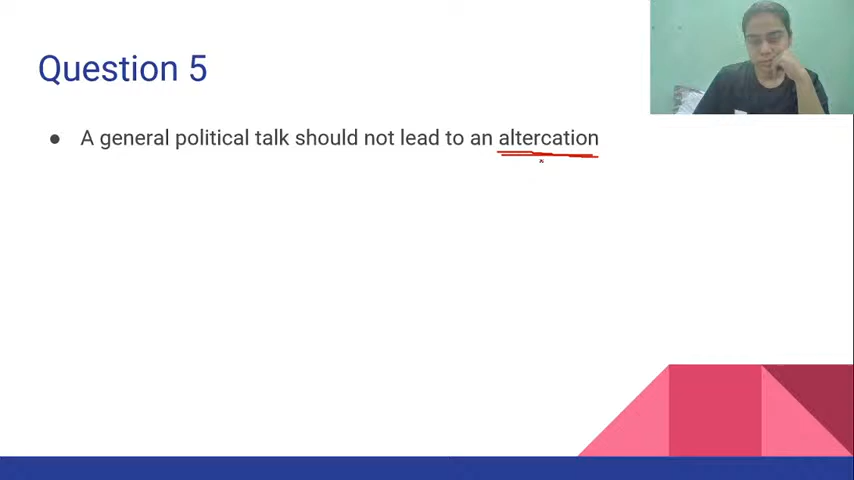 Question 5
● A general political talk should not lead to an altercation